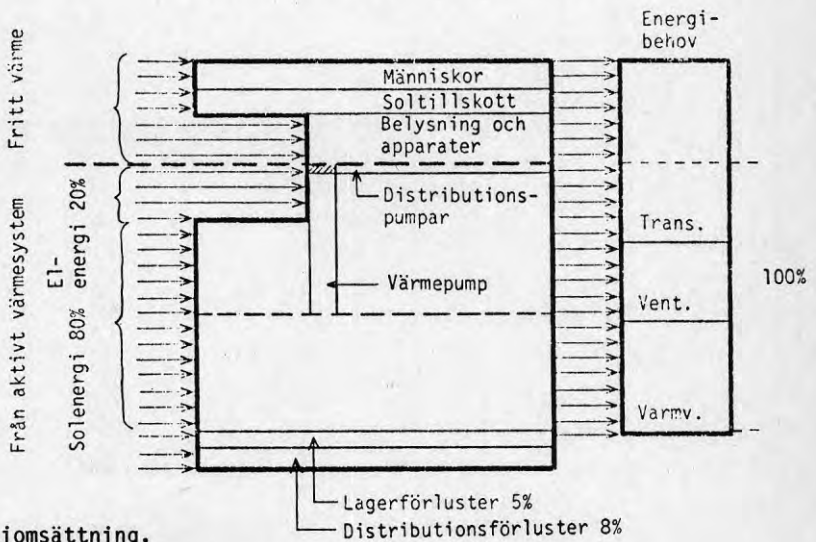 Energi-
behov
Fritt värme
Människor
Soltillskott
Belysning och
apparater
Från aktivt värmesystem
El-
energi 20%
Solenergi 80%
Distributions-
pumpar
Värmepump
Trans.
Vent.
Varmv.
100%
Lagerförluster 5%
Distributionsförluster 8%
jomsättning.